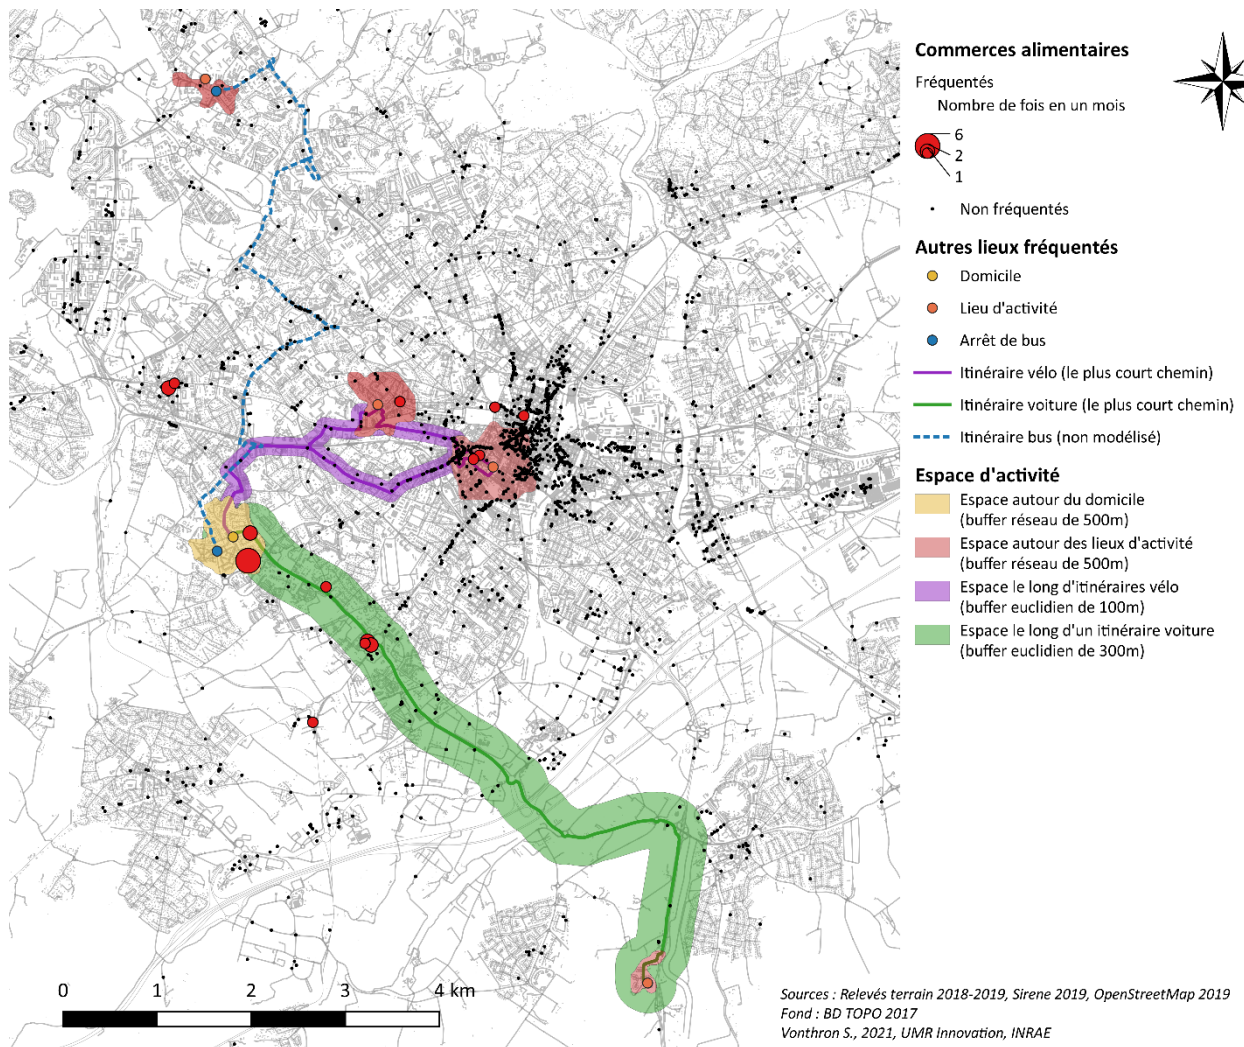 Commerces alimentaires
Fréquentés
Nombre de fois en un mois
6
2
1
Non fréquentés
Autres lieux fréquentés
Domicile
Lieu d'activité
Arrêt de bus
Itinéraire vélo (le plus court chemin)
Itinéraire voiture (le plus court chemin)
Itinéraire bus (non modélisé)
Espace d'activité
Espace autour du domicile
(buffer réseau de 500m)
Espace autour des lieux d'activité
(buffer réseau de 500m)
Espace le long d'itinéraires vélo
(buffer euclidien de 100m)
Espace le long d'un itinéraire voiture
(buffer euclidien de 300m)
0 1 2 3 4 km
Sources : Relevés terrain 2018-2019, Sirene 2019, OpenStreetMap 2019
Fond : BD TOPO 2017
Vonthron S., 2021, UMR Innovation, INRAE